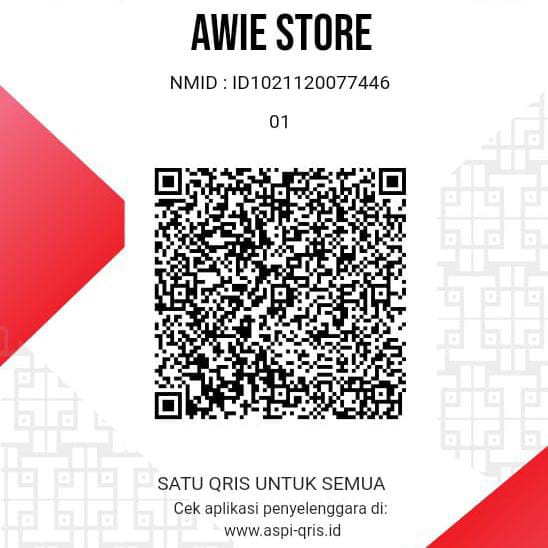 AWIE STORE
NMID : ID1021120077446
01
SATU QRIS UNTUK SEMUA
Cek aplikasi penyelenggara di:
www.aspi-qris.id